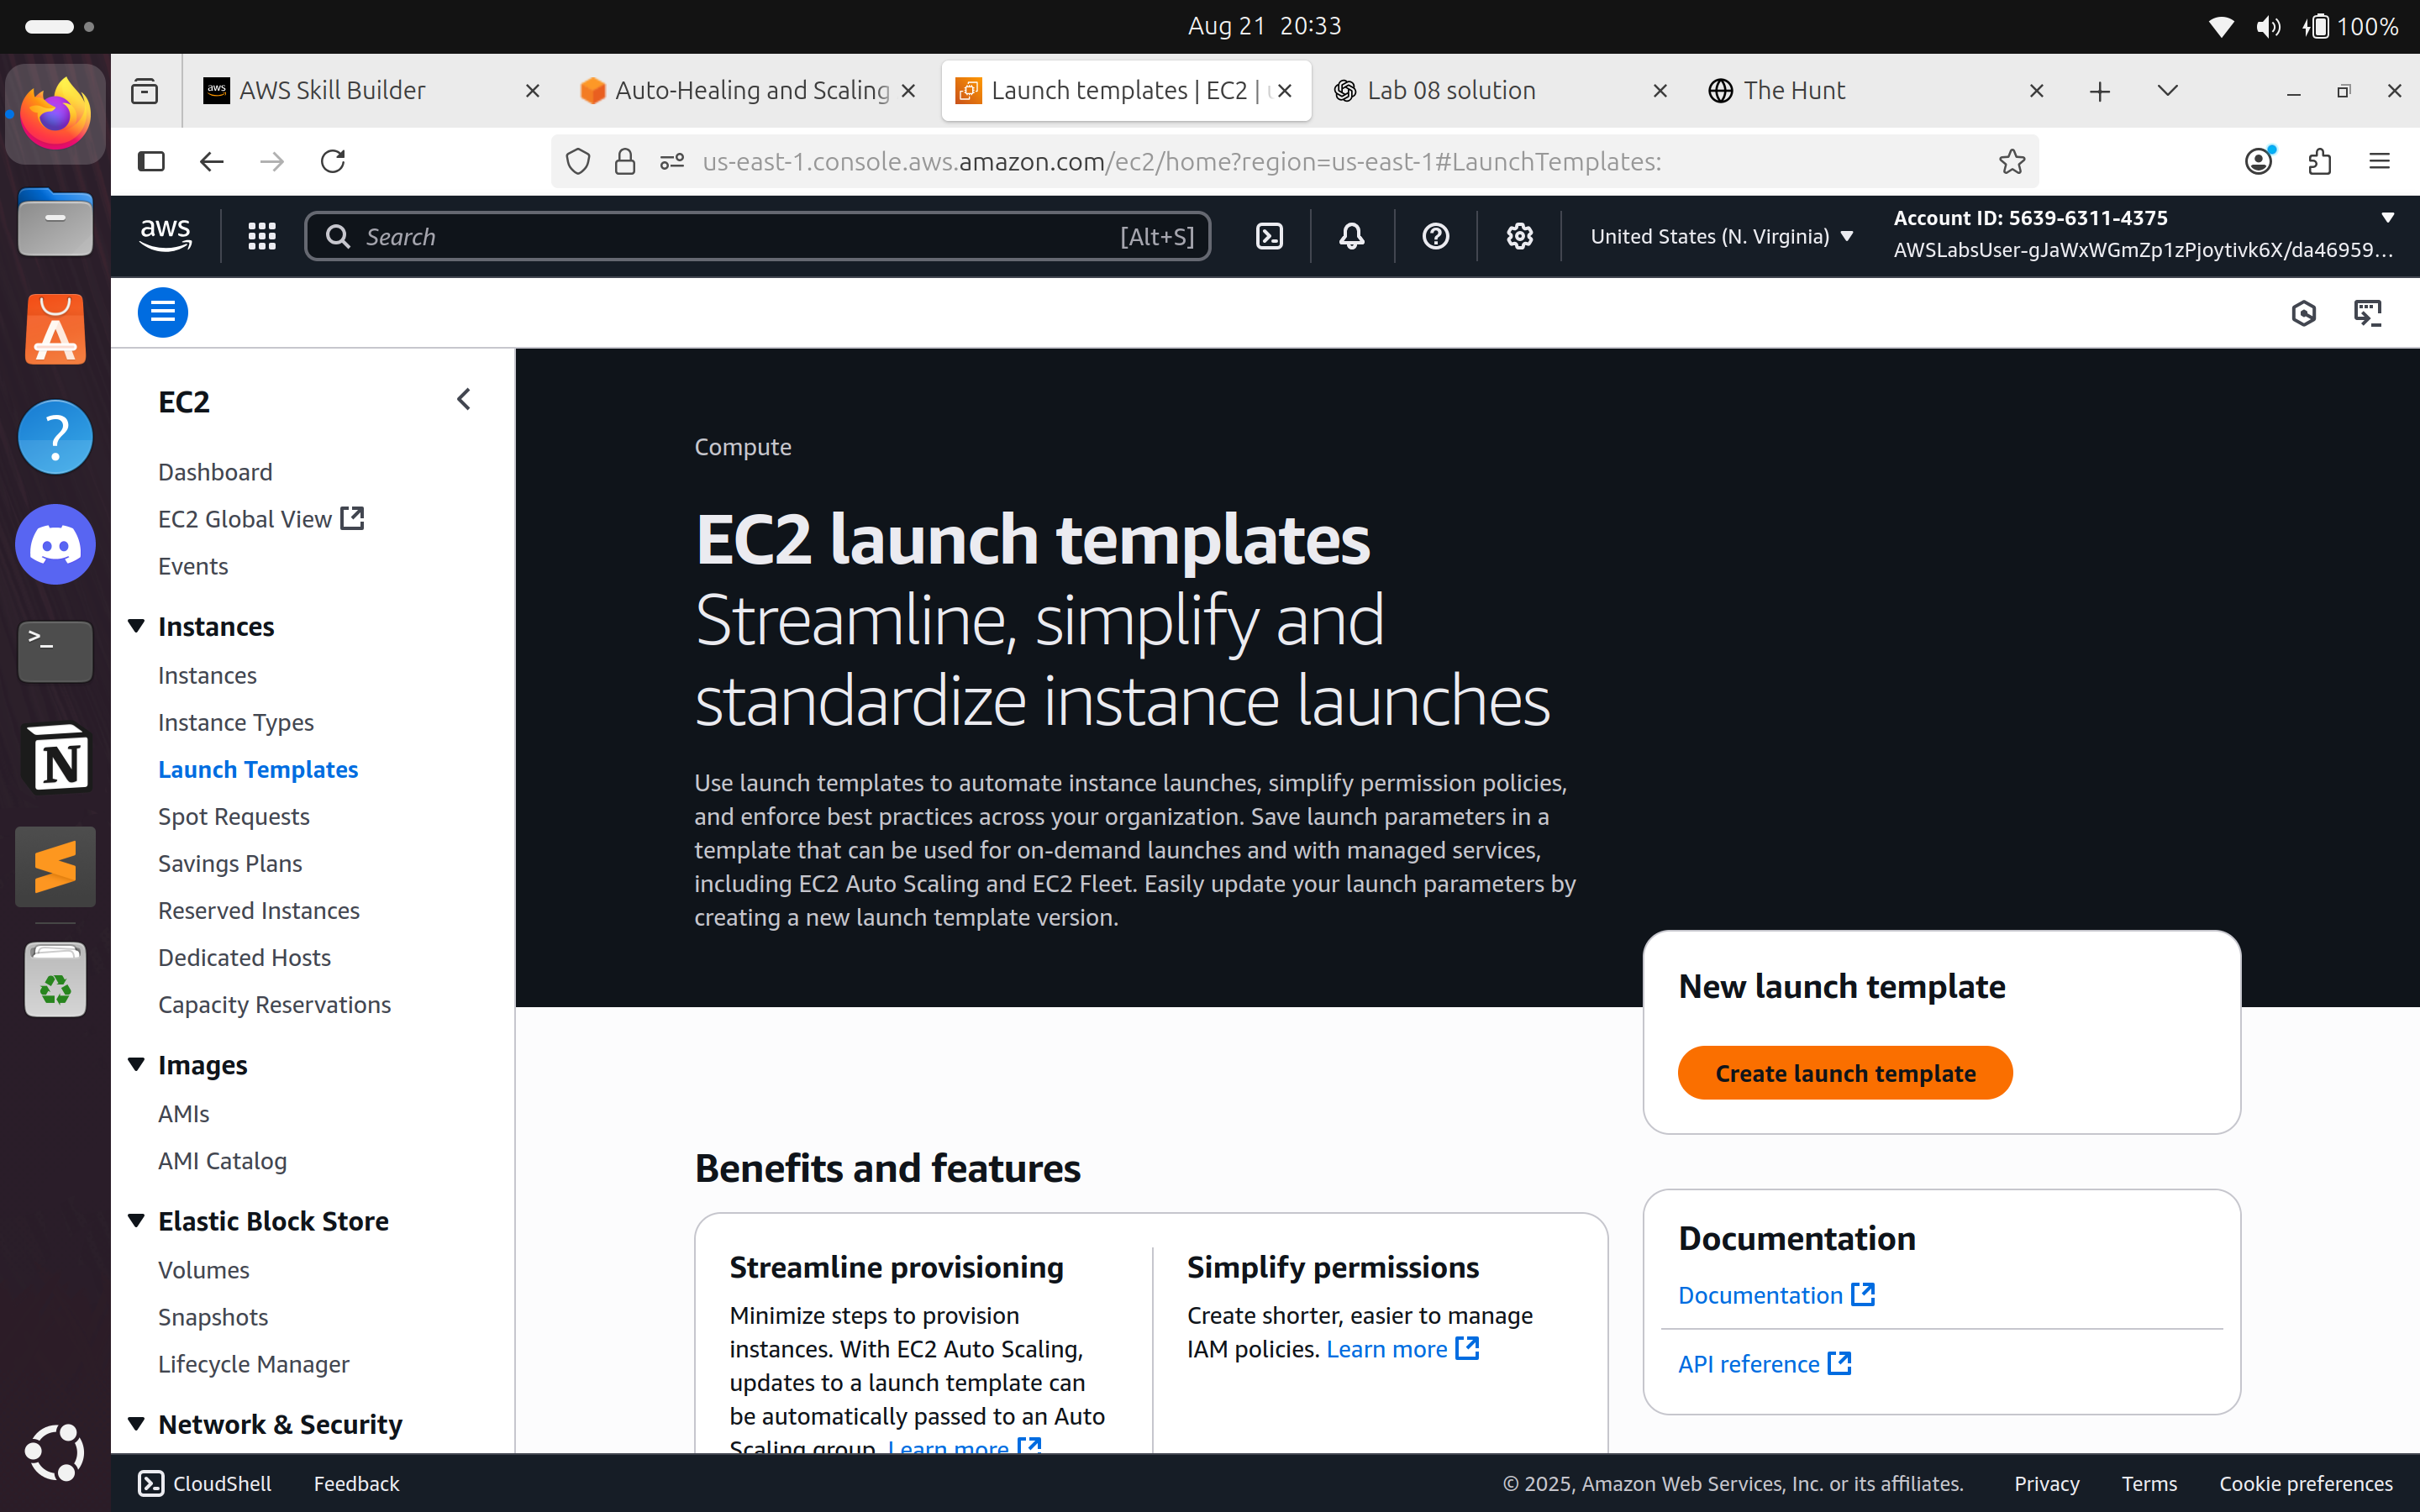 Aug 21 20:33
100%
AWS Skill Builder
Auto-Healing and Scaling
Launch templates | EC2 |
Lab 08 solution
The Hunt
us-east-1.console.aws.amazon.com/ec2/home?region=us-east-1#LaunchTemplates:
aws
Search
[Alt+S]
United States (N. Virginia)
Account ID: 5639-6311-4375
AWSLabsUser-gJaWxWGmZp1zPjoytivk6X/da46959...
EC2
Dashboard
EC2 Global View
Events
Instances
Instances
Instance Types
Launch Templates
Spot Requests
Savings Plans
Reserved Instances
Dedicated Hosts
Capacity Reservations
Images
AMIs
AMI Catalog
Elastic Block Store
Volumes
Snapshots
Lifecycle Manager
Network & Security
Compute
EC2 launch templates
Streamline, simplify and
standardize instance launches
Use launch templates to automate instance launches, simplify permission policies,
and enforce best practices across your organization. Save launch parameters in a
template that can be used for on-demand launches and with managed services,
including EC2 Auto Scaling and EC2 Fleet. Easily update your launch parameters by
creating a new launch template version.
New launch template
Create launch template
Benefits and features
Streamline provisioning
Minimize steps to provision
instances. With EC2 Auto Scaling,
updates to a launch template can
be automatically passed to an Auto
Scaling group. Learn more
Simplify permissions
Create shorter, easier to manage
IAM policies. Learn more
Documentation
Documentation
API reference
CloudShell
Feedback
© 2025, Amazon Web Services, Inc. or its affiliates.
Privacy
Terms
Cookie preferences